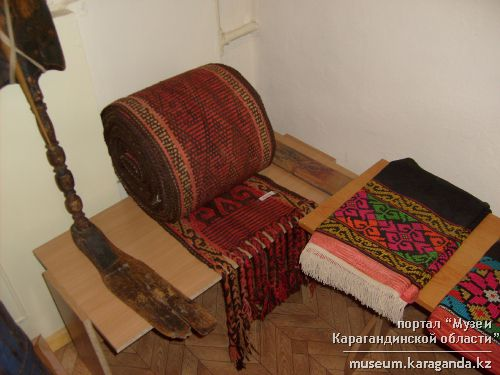 портал "Музеи
Карагандинской области"
museum.karaganda.kz